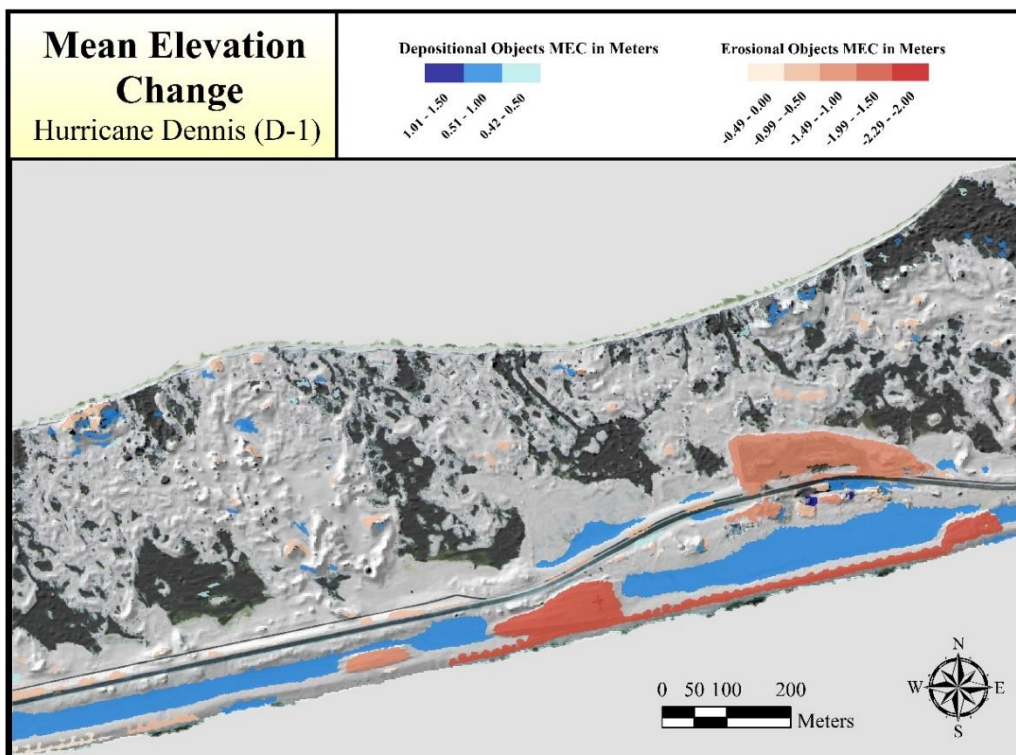 Mean Elevation
Change
Hurricane Dennis (D-1)
Depositional Objects MEC in Meters
1.01 - 1.50
0.51 - 1.00
0.42 - 0.50
Erosional Objects MEC in Meters
-0.49 - 0.00
-0.99 - -0.50
-1.49 - -1.00
-1.99 - -1.50
-2.29 - -2.00
N
W E
S
0 50 100 200
Meters